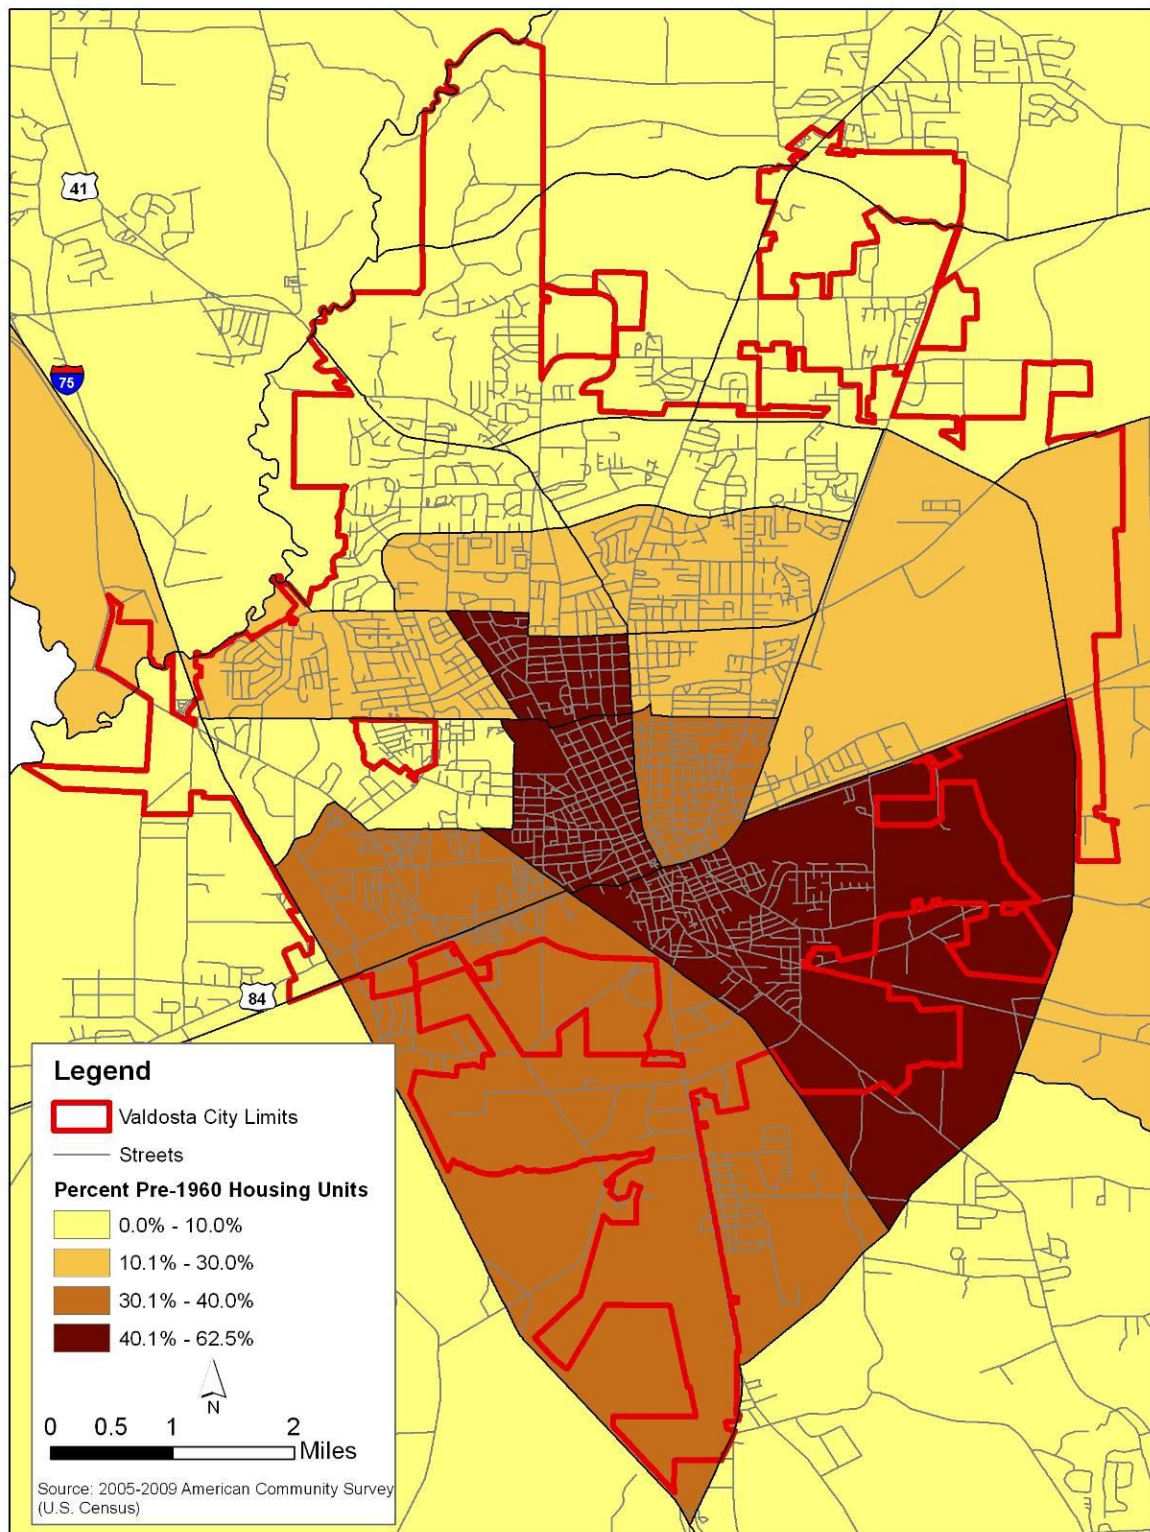 41
75
84
Legend
Valdosta City Limits
Streets
Percent Pre-1960 Housing Units
0.0% - 10.0%
10.1% - 30.0%
30.1% - 40.0%
40.1% - 62.5%
N
0 0.5 1 2
Miles
Source: 2005-2009 American Community Survey
(U.S. Census)